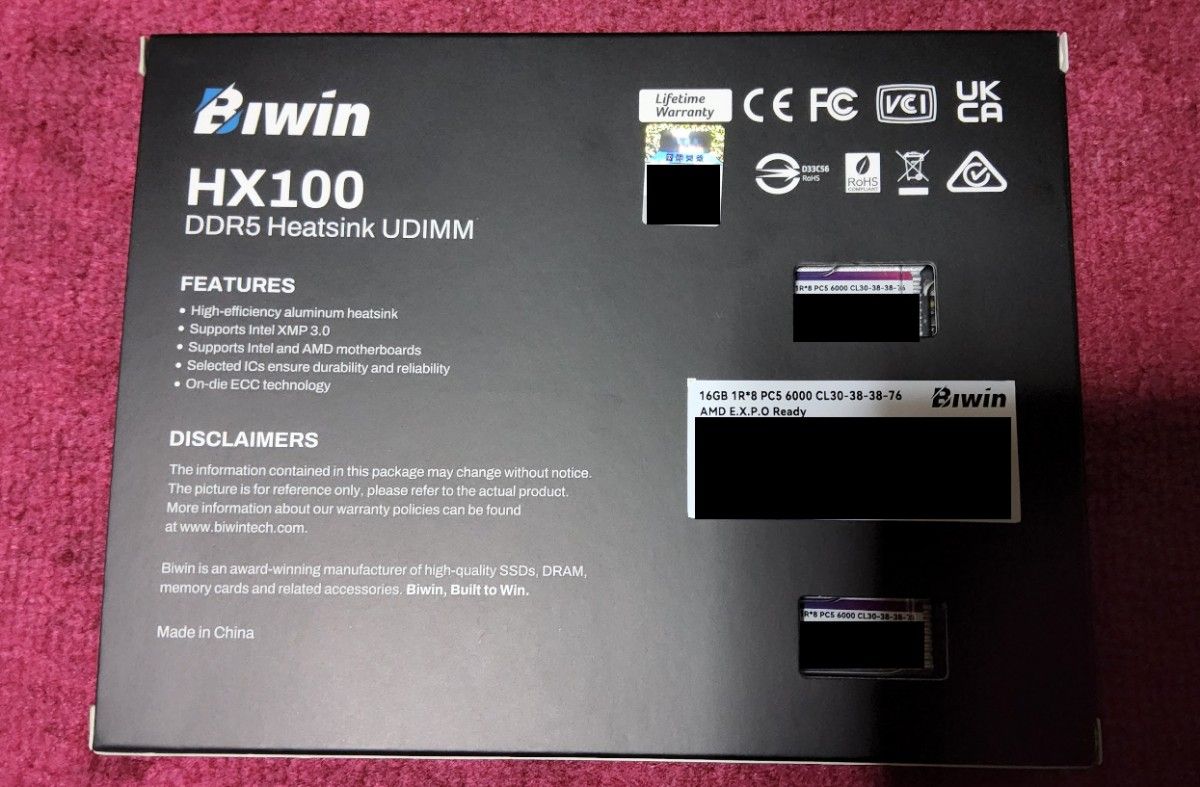 Biwin
HX100
DDR5 Heatsink UDIMM
FEATURES
• High-efficiency aluminum heatsink
• Supports Intel XMP 3.0
• Supports Intel and AMD motherboards
• Selected ICs ensure durability and reliability
• On-die ECC technology
DISCLAIMERS
The information contained in this package may change without notice.
The picture is for reference only, please refer to the actual product.
More information about our warranty policies can be found
at www.biwintech.com.
Biwin is an award-winning manufacturer of high-quality SSDs, DRAM,
memory cards and related accessories. Biwin, Built to Win.
Made in China
Lifetime
Warranty
CE FC VCI UK
CA
D33C56
RoHS
RoHS
COMPLIANT
1R*8 PC5 6000 CL30-38-38-76
16GB 1R*8 PC5 6000 CL30-38-38-76
Biwin
AMD E.X.P.O Ready
R*8 PC5 6000 CL30-38-38-76